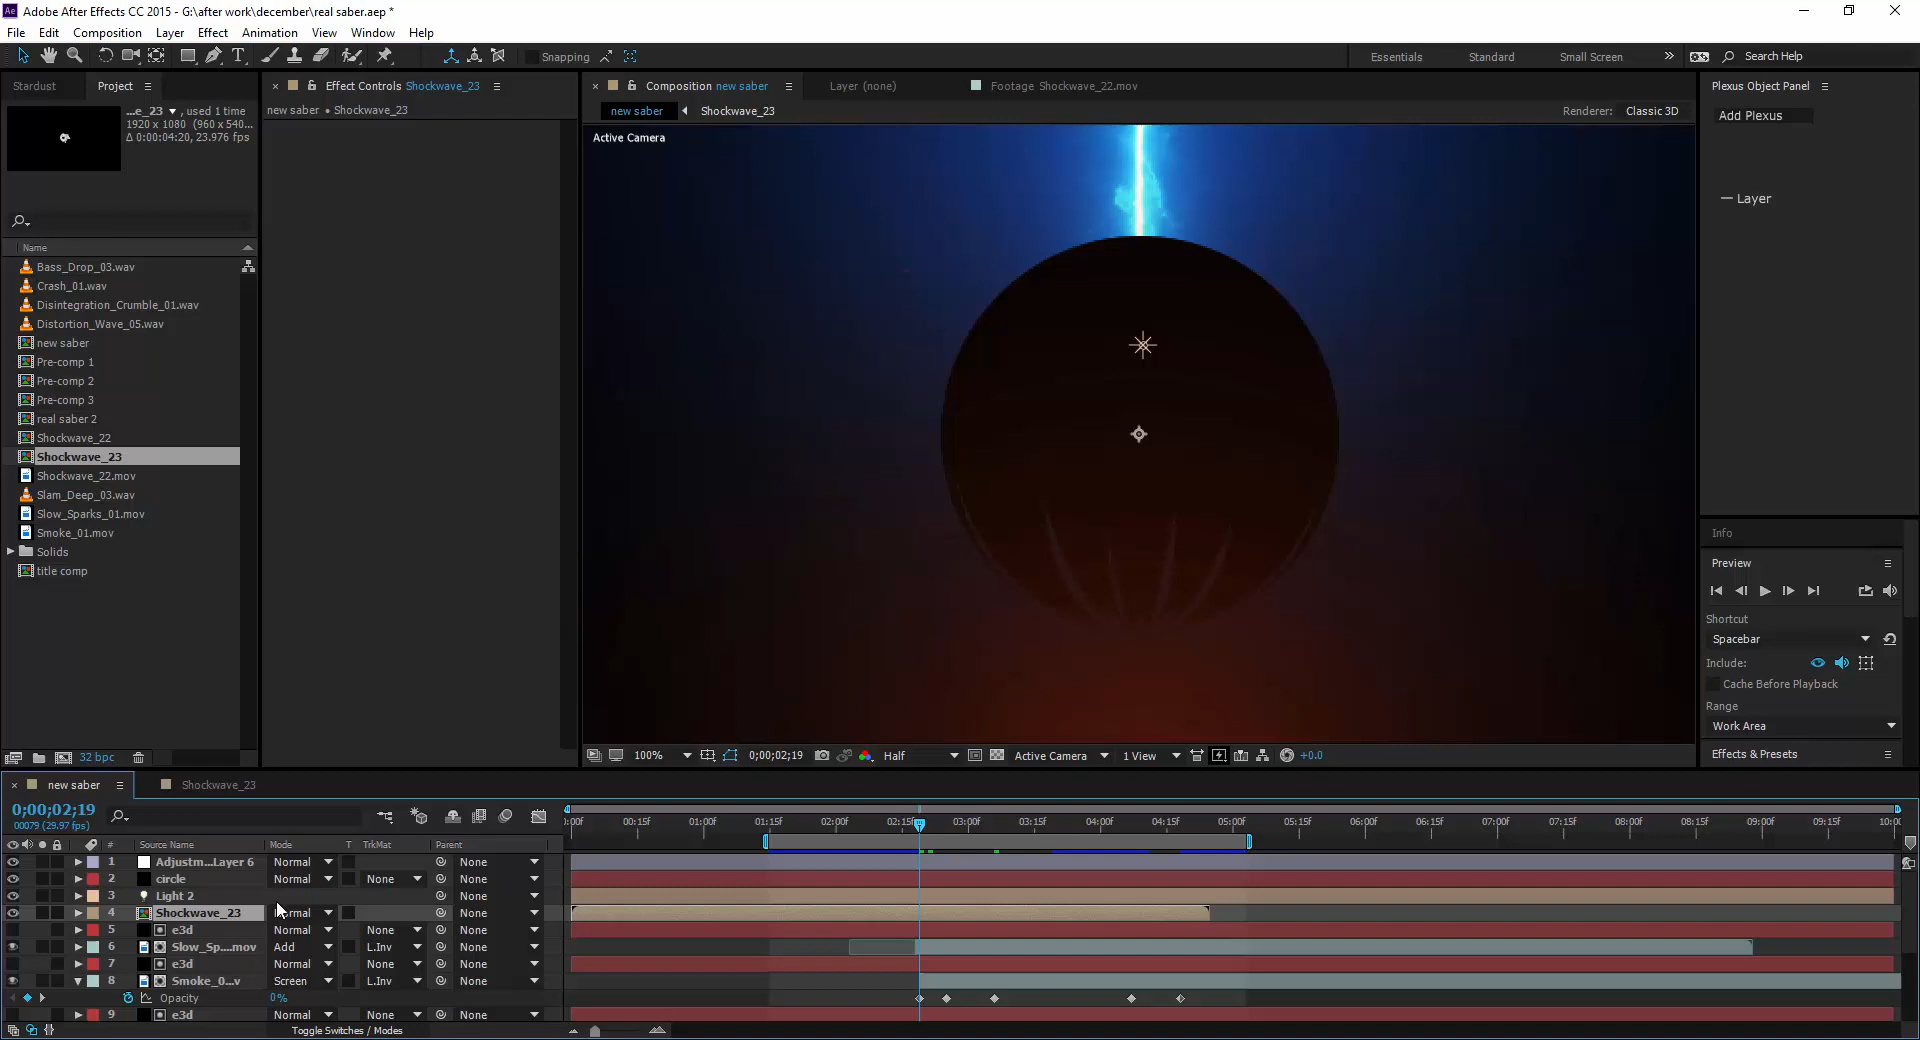 Adobe After Effects CC 2015 - G:\after work\december\real saber.aep *
File Edit Composition Layer Effect Animation View Window Help
Snapping Essentials Standard Small Screen Search Help
Stardust Project Effect Controls Shockwave_23 Composition new saber Layer (none) Footage Shockwave_22.mov Plexus Object Panel
...e_23 , used 1 time
1920 x 1080 (960 x 540...
Δ 0:00:04:20, 23.976 fps
new saber • Shockwave_23
new saber Shockwave_23 Renderer: Classic 3D
Active Camera
Add Plexus
Layer
Name
Bass_Drop_03.wav
Crash_01.wav
Disintegration_Crumble_01.wav
Distortion_Wave_05.wav
new saber
Pre-comp 1
Pre-comp 2
Pre-comp 3
real saber 2
Shockwave_22
Shockwave_23
Shockwave_22.mov
Slam_Deep_03.wav
Slow_Sparks_01.mov
Smoke_01.mov
Solids
title comp
Info
Preview
Shortcut
Spacebar
Include:
Cache Before Playback
Range
Work Area
Effects & Presets
32 bpc
100% 0;00;02;19 Half Active Camera 1 View +0.0
new saber Shockwave_23
0;00;02;19
00079 (29.97 fps)
0:00f 00:15f 01:00f 01:15f 02:00f 02:15f 03:00f 03:15f 04:00f 04:15f 05:00f 05:15f 06:00f 06:15f 07:00f 07:15f 08:00f 08:15f 09:00f 09:15f 10:00
# Source Name Mode T TrkMat Parent
1 Adjustm...Layer 6 Normal None
2 circle Normal None None
3 Light 2 None
4 Shockwave_23 Normal None
5 e3d Normal None None
6 Slow_Sp....mov Add L.Inv None
7 e3d Normal None None
8 Smoke_0...v Screen L.Inv None
Opacity 0%
9 e3d Normal None None
Toggle Switches / Modes